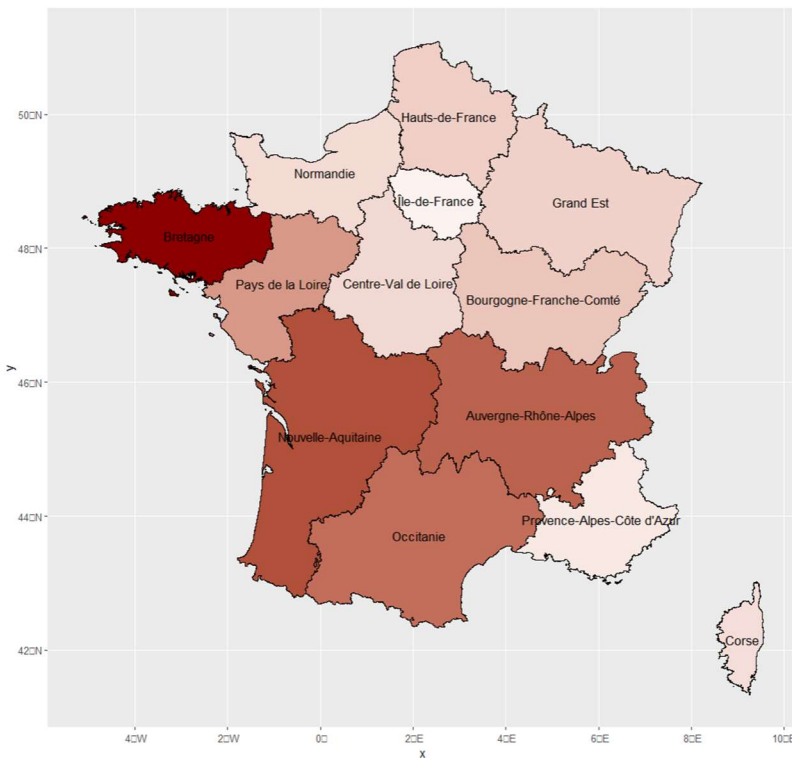 50□N
48□N
46□N
44□N
42□N
y
Hauts-de-France
Normandie
Île-de-France
Grand Est
Bretagne
Pays de la Loire
Centre-Val de Loire
Bourgogne-Franche-Comté
Auvergne-Rhône-Alpes
Nouvelle-Aquitaine
Provence-Alpes-Côte d'Azur
Occitanie
Corse
4□W
2□W
0□
2□E
4□E
6□E
8□E
10□E
x